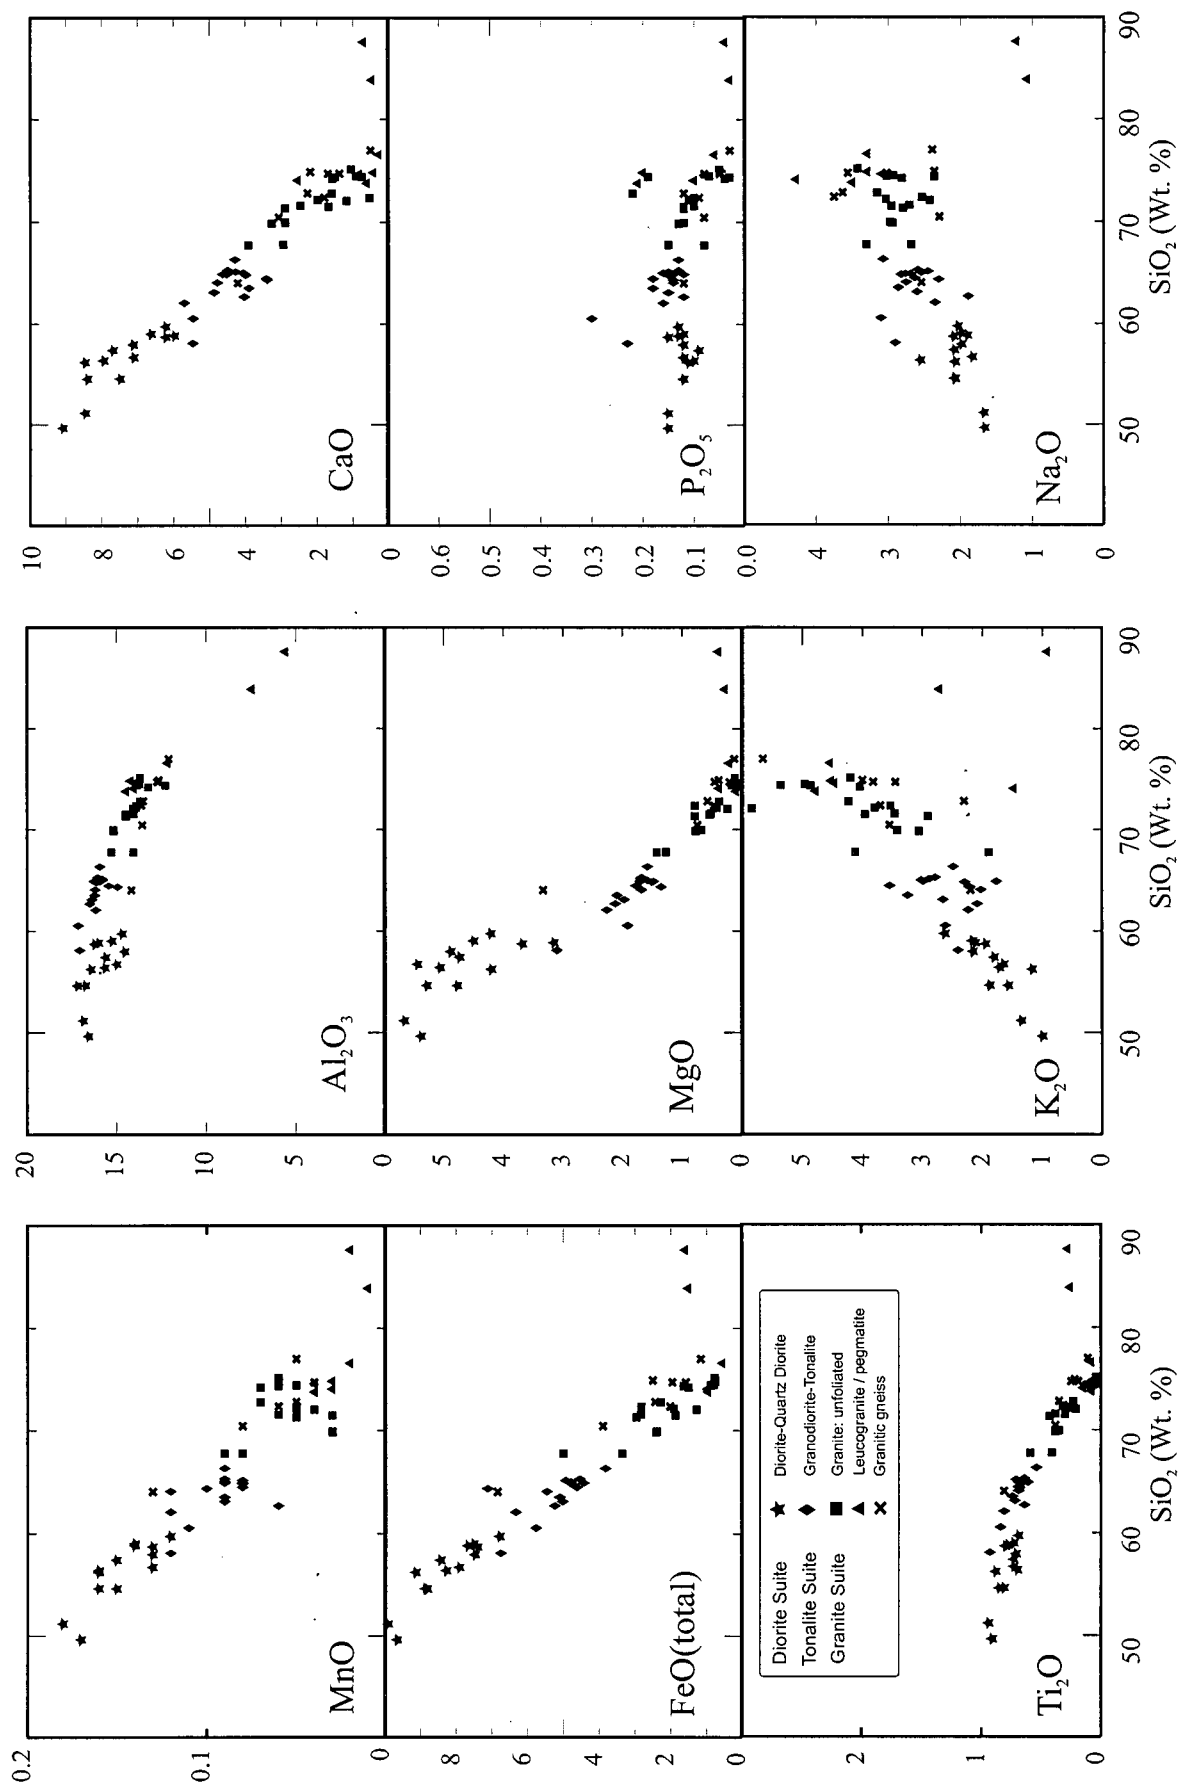 0.2
0.1
0
MnO
8
6
4
2
0
FeO(total)
2
1
0
Ti₂O
Diorite Suite
Diorite-Quartz Diorite
Tonalite Suite
Granodiorite-Tonalite
Granite Suite
Granite: unfoliated
Leucogranite / pegmatite
Granitic gneiss
50 60 70 80 90
SiO₂ (Wt. %)
20
15
10
5
0
Al₂O₃
5
4
3
2
1
0
MgO
5
4
3
2
1
0
K₂O
50 60 70 80 90
SiO₂ (Wt. %)
10
8
6
4
2
0
CaO
0.6
0.5
0.4
0.3
0.2
0.1
0.0
P₂O₅
4
3
2
1
0
Na₂O
50 60 70 80 90
SiO₂ (Wt. %)